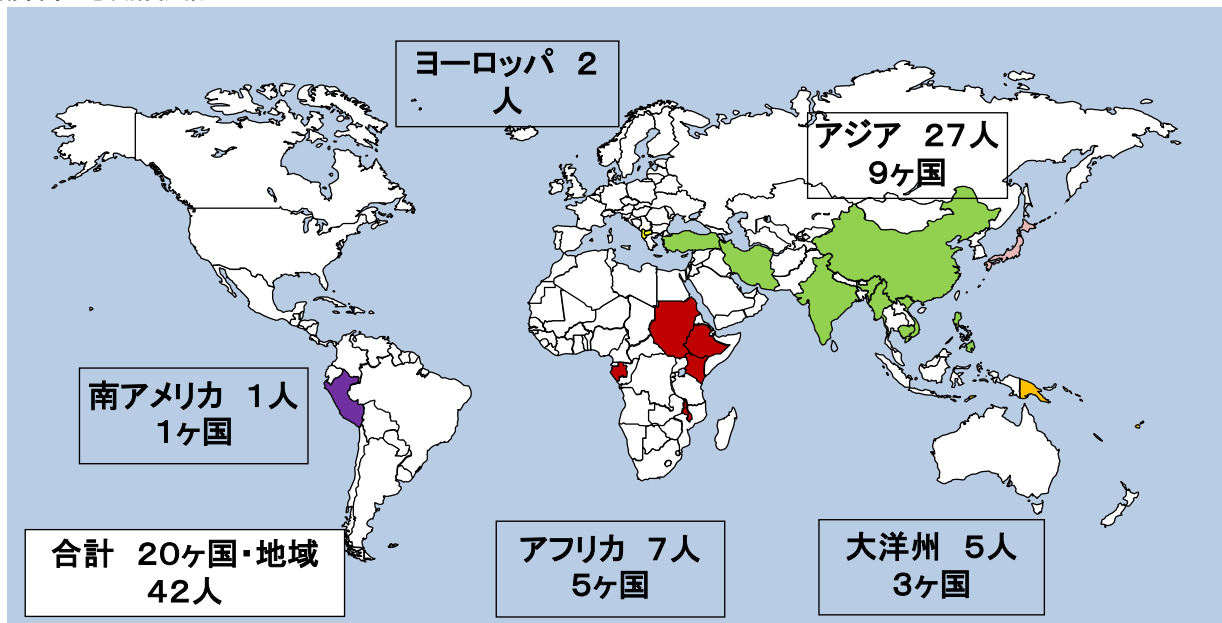 ヨーロッパ ２
人
アジア ２７人
９ヶ国
南アメリカ １人
１ヶ国
合計 ２０ヶ国・地域
４２人
アフリカ ７人
５ヶ国
大洋州 ５人
３ヶ国